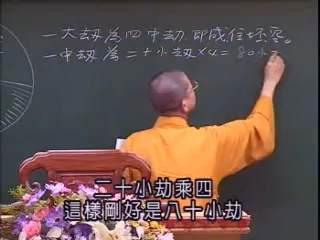 一大劫為四中劫 即成住壞空。
一中劫為二十小劫×4=80小
二十小劫乘四
這樣剛好是八十小劫